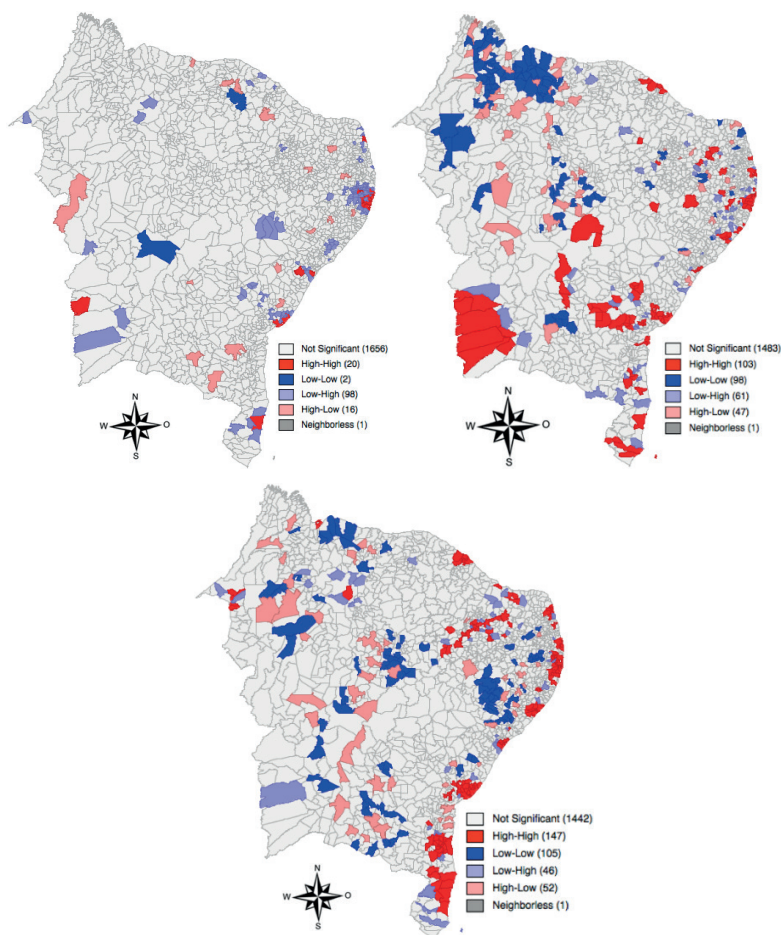 Not Significant (1656)
High-High (20)
Low-Low (2)
Low-High (98)
High-Low (16)
Neighborless (1)
N
W
O
S
Not Significant (1483)
High-High (103)
Low-Low (98)
Low-High (61)
High-Low (47)
Neighborless (1)
N
W
O
S
Not Significant (1442)
High-High (147)
Low-Low (105)
Low-High (46)
High-Low (52)
Neighborless (1)
N
W
O
S